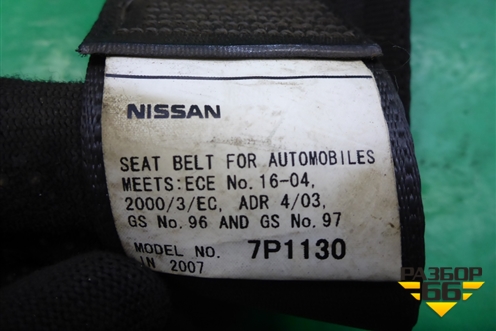 NISSAN
SEAT BELT FOR AUTOMOBILES
MEETS:ECE No.16-04,
2000/3/EC, ADR 4/03,
GS No.96 AND GS No.97
MODEL NO. 7P1130
IN 2007
РАЗБОР
66